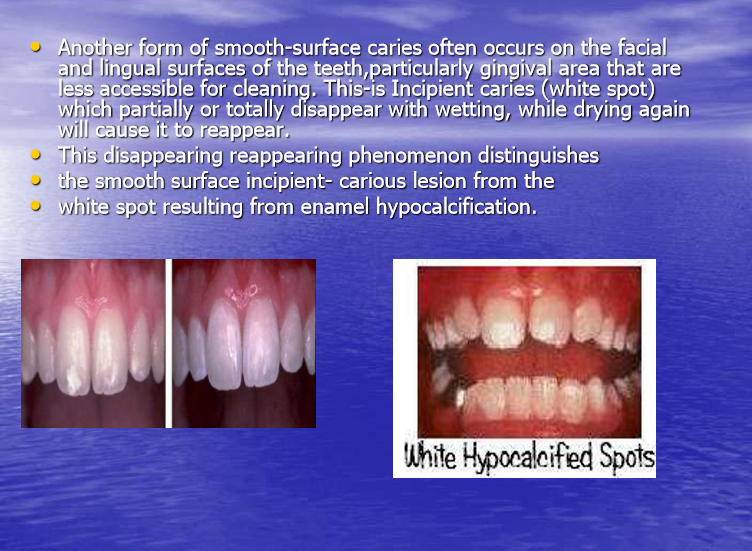 Another form of smooth-surface caries often occurs on the facial
and lingual surfaces of the teeth,particularly gingival area that are
less accessible for cleaning. This-is Incipient caries (white spot)
which partially or totally disappear with wetting, while drying again
will cause it to reappear.
This disappearing reappearing phenomenon distinguishes
the smooth surface incipient- carious lesion from the
white spot resulting from enamel hypocalcification.
White Hypocalcified Spots